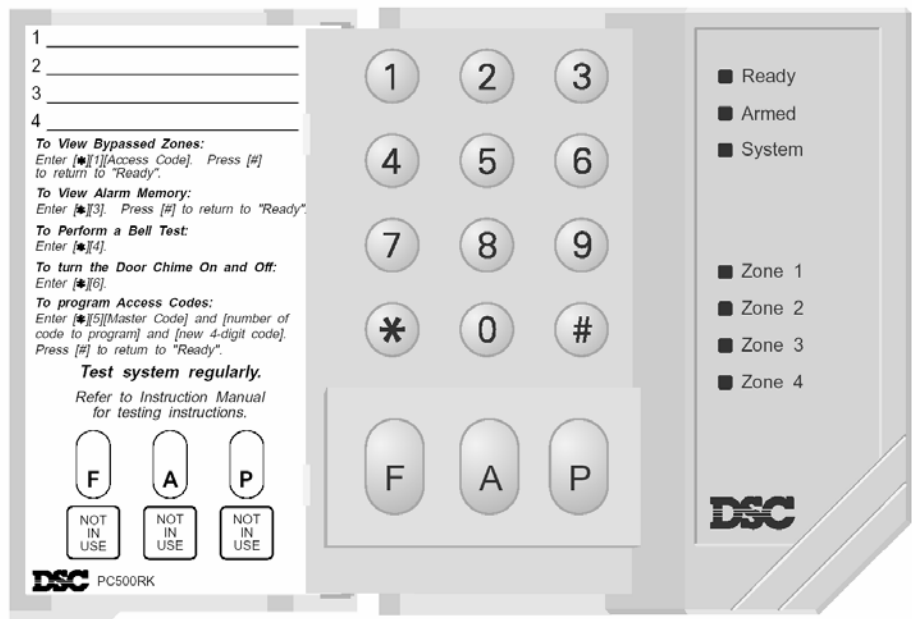 1
2
3
4
To View Bypassed Zones:
Enter [✱][1][Access Code]. Press [#]
to return to "Ready".
To View Alarm Memory:
Enter [✱][3]. Press [#] to return to "Ready".
To Perform a Bell Test:
Enter [✱][4].
To turn the Door Chime On and Off:
Enter [✱][6].
To program Access Codes:
Enter [✱][5][Master Code] and [number of
code to program] and [new 4-digit code].
Press [#] to return to "Ready".
Test system regularly.
Refer to Instruction Manual
for testing instructions.
F A P
NOT IN USE
NOT IN USE
NOT IN USE
DSC PC500RK
1 2 3
4 5 6
7 8 9
* 0 #
F A P
Ready
Armed
System
Zone 1
Zone 2
Zone 3
Zone 4
DSC